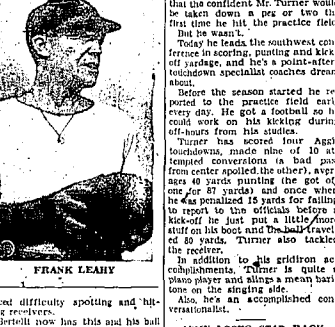 FRANK LEAHY
ced difficulty spotting and hit-
ng receivers.
Bertelli now has this and his ball
that the confident Mr. Turner would
be taken down a peg or two th
first time he hit the practice field
But he wasn't.
Today he leads the southwest con-
ference in scoring, punting and kick
off yardage, and he's a point-after
touchdown specialist coaches dream
about.
Before the season started he re
ported to the practice field earl
every day. He got a football so h
could work on his kicking durin
off-hours from his studies.
Turner has scored four Aggi
touchdowns, made nine of 10 at
tempted conversions (a bad pas
from center spoiled the other), aver
ages 40 yards punting (he got of
one for 87 yards) and once when
he was penalized 15 yards for failing
to report to the officials before a
kick-off he just put a little more
stuff on his boot and the ball travel
ed 80 yards. Turner also tackle
the receiver.
In addition to his gridiron ac
complishments, Turner is quite a
piano player and slings a mean bari
tone on the singing side.
Also, he's an accomplished con
versationalist.